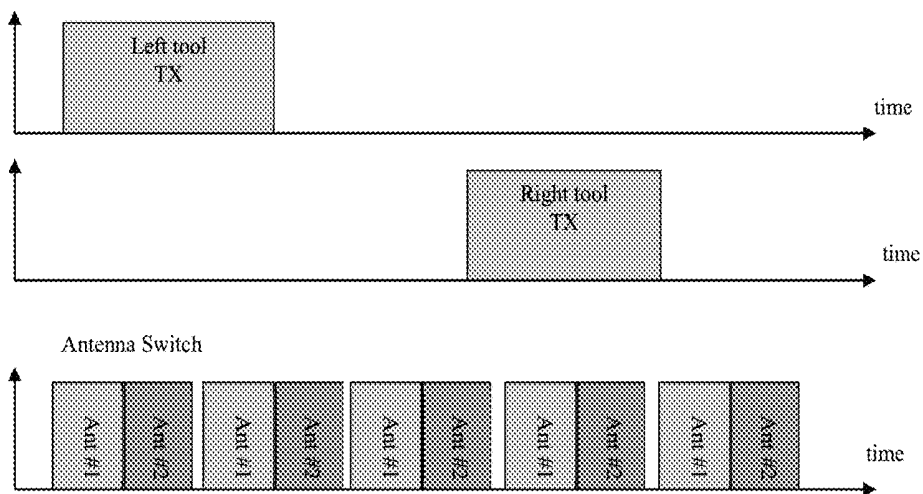 Left tool
TX
time
Right tool
TX
time
Antenna Switch
Ant #1
Ant #2
Ant #1
Ant #2
Ant #1
Ant #2
Ant #1
Ant #2
Ant #1
Ant #2
time